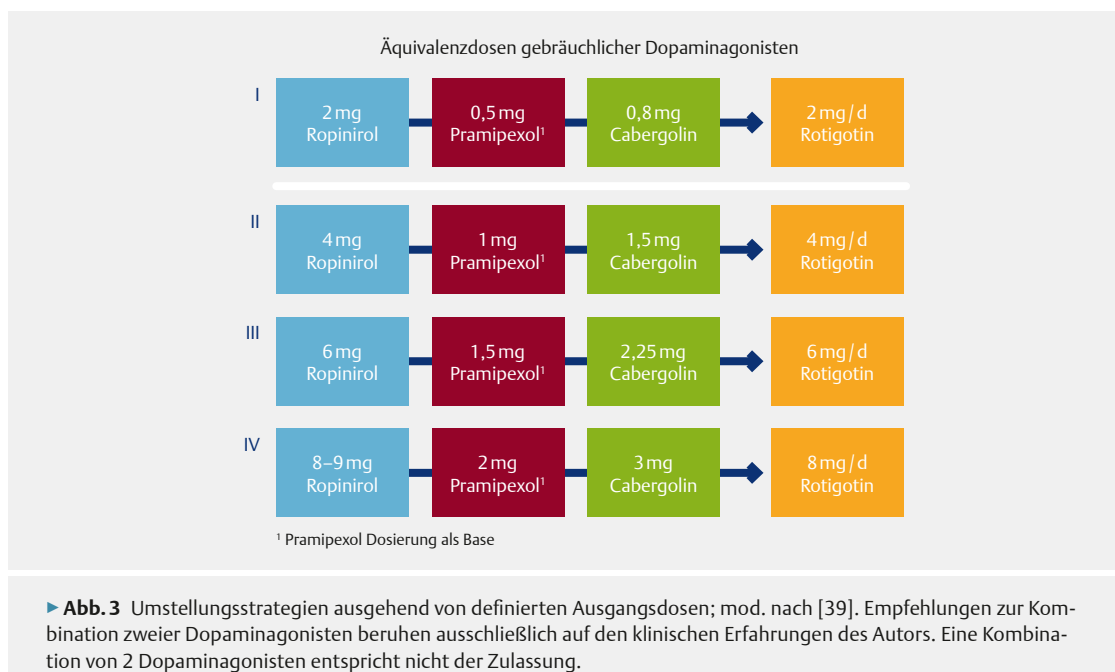 Äquivalenzdosen gebräuchlicher Dopaminagonisten
I
2 mg
Ropinirol
0,5 mg
Pramipexol¹
0,8 mg
Cabergolin
2 mg/d
Rotigotin
II
4 mg
Ropinirol
1 mg
Pramipexol¹
1,5 mg
Cabergolin
4 mg/d
Rotigotin
III
6 mg
Ropinirol
1,5 mg
Pramipexol¹
2,25 mg
Cabergolin
6 mg/d
Rotigotin
IV
8–9 mg
Ropinirol
2 mg
Pramipexol¹
3 mg
Cabergolin
8 mg/d
Rotigotin
¹ Pramipexol Dosierung als Base
▶ Abb. 3 Umstellungsstrategien ausgehend von definierten Ausgangsdosen; mod. nach [39]. Empfehlungen zur Kom-
bination zweier Dopaminagonisten beruhen ausschließlich auf den klinischen Erfahrungen des Autors. Eine Kombina-
tion von 2 Dopaminagonisten entspricht nicht der Zulassung.